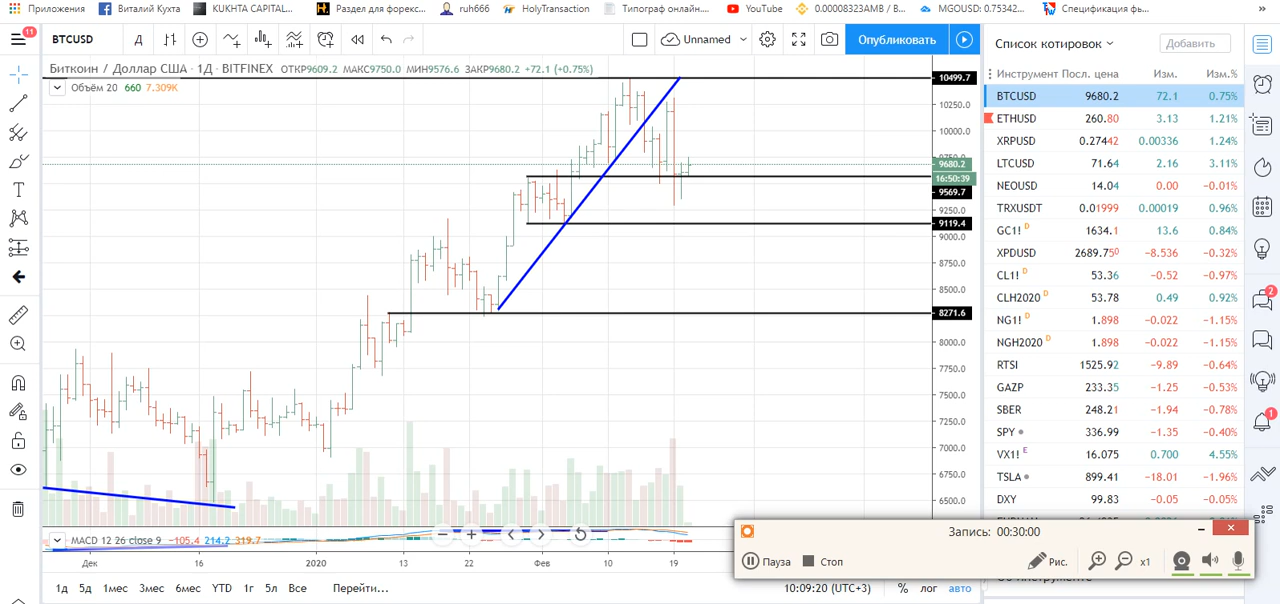 Приложения Виталий Кухта KUKHTA CAPITAL... Раздел для форекс... ruh666 HolyTransaction Типограф онлайн.... YouTube 0.00008323AMB / B... MGOUSD: 0.75342... Спецификация фь...
11 BTCUSD Д Unnamed Опубликовать Список котировок Добавить
Биткоин / Доллар США · 1Д · BITFINEX ОТКР9609.2 МАКС9750.0 МИН9576.6 ЗАКР9680.2 +72.1 (+0.75%)
Объём 20 660 7.309K
Инструмент Посл. цена Изм. Изм.%
BTCUSD 9680.2 72.1 0.75%
ETHUSD 260.80 3.13 1.21%
XRPUSD 0.27442 0.00336 1.24%
LTCUSD 71.64 2.16 3.11%
NEOUSD 14.04 0.00 −0.01%
TRXUSDT 0.01999 0.00019 0.96%
GC1! D 1634.1 13.6 0.84%
XPDUSD 2689.750 −8.536 −0.32%
CL1! D 53.36 −0.52 −0.97%
CLH2020 D 53.78 0.49 0.92%
NG1! D 1.898 −0.022 −1.15%
NGH2020 D 1.898 −0.022 −1.15%
RTSI 1525.92 −9.89 −0.64%
GAZP 233.35 −1.25 −0.53%
SBER 248.21 −1.94 −0.78%
SPY 336.99 −1.35 −0.40%
VX1! E 16.075 0.700 4.55%
TSLA 899.41 −18.01 −1.96%
DXY 99.83 −0.05 −0.05%
2
1
10499.7
10250.0
10000.0
9680.2
16:50:39
9569.7
9250.0
9119.4
9000.0
8750.0
8500.0
8271.6
8000.0
7750.0
7500.0
7250.0
7000.0
6750.0
6500.0
MACD 12 26 close 9 −105.4 214.2 319.7
Дек 16 2020 13 22 Фев 10 19
1д 5д 1мес 3мес 6мес YTD 1г 5л Все Перейти... 10:09:20 (UTC+3) % лог авто
Запись: 00:30:00
Пауза Стоп Рис. x1